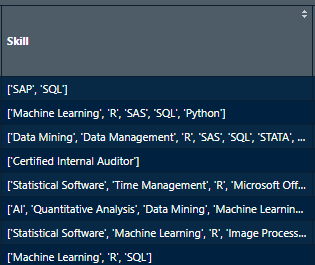 Skill
['SAP', 'SQL']
['Machine Learning', 'R', 'SAS', 'SQL', 'Python']
['Data Mining', 'Data Management', 'R', 'SAS', 'SQL', 'STATA', ...
['Certified Internal Auditor']
['Statistical Software', 'Time Management', 'R', 'Microsoft Off...
['AI', 'Quantitative Analysis', 'Data Mining', 'Machine Learnin...
['Statistical Software', 'Machine Learning', 'R', 'Image Process...
['Machine Learning', 'R', 'SQL']